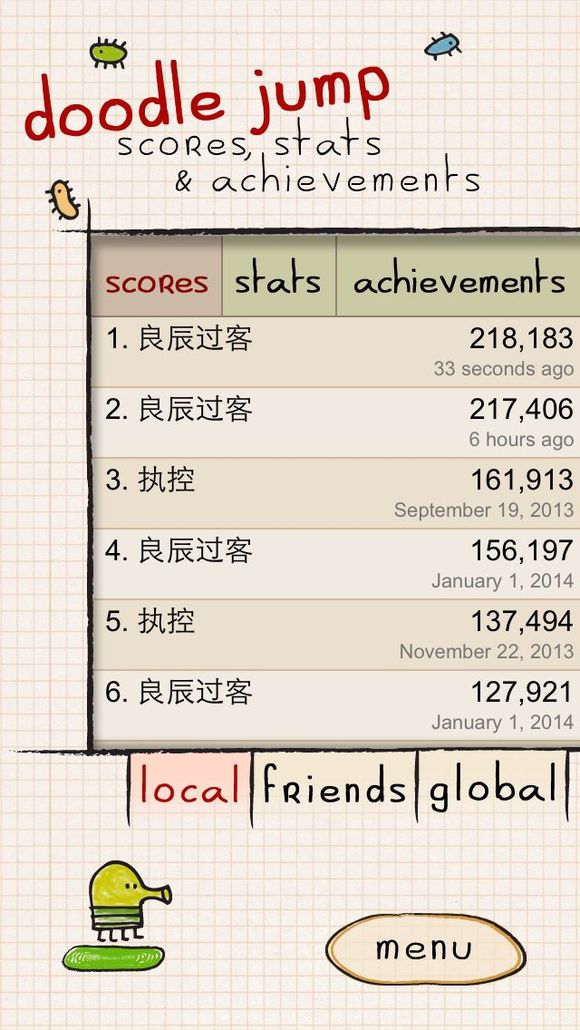 doodle jump
scores, stats
& achievements
scores stats achievements
1. 良辰过客 218,183
33 seconds ago
2. 良辰过客 217,406
6 hours ago
3. 执控 161,913
September 19, 2013
4. 良辰过客 156,197
January 1, 2014
5. 执控 137,494
November 22, 2013
6. 良辰过客 127,921
January 1, 2014
local friends global
menu